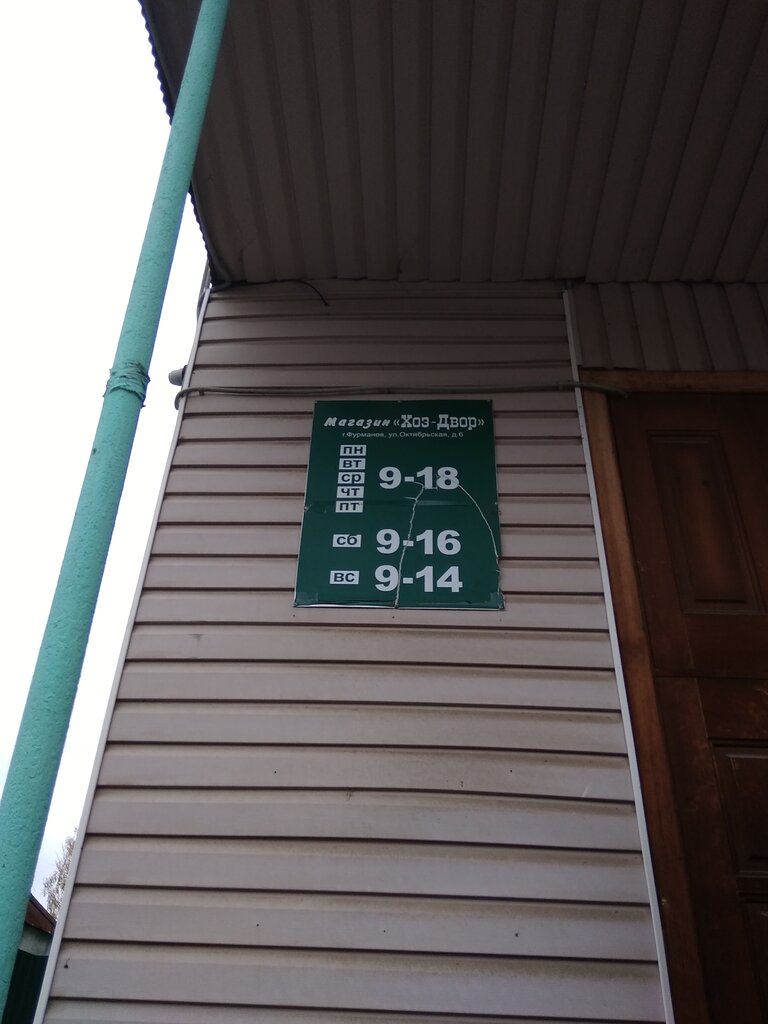 Магазин «Хоз-Двор»
г.Фурманов, ул.Октябрьская, д.6
пн
вт
ср 9-18
чт
пт
сб 9-16
вс 9-14